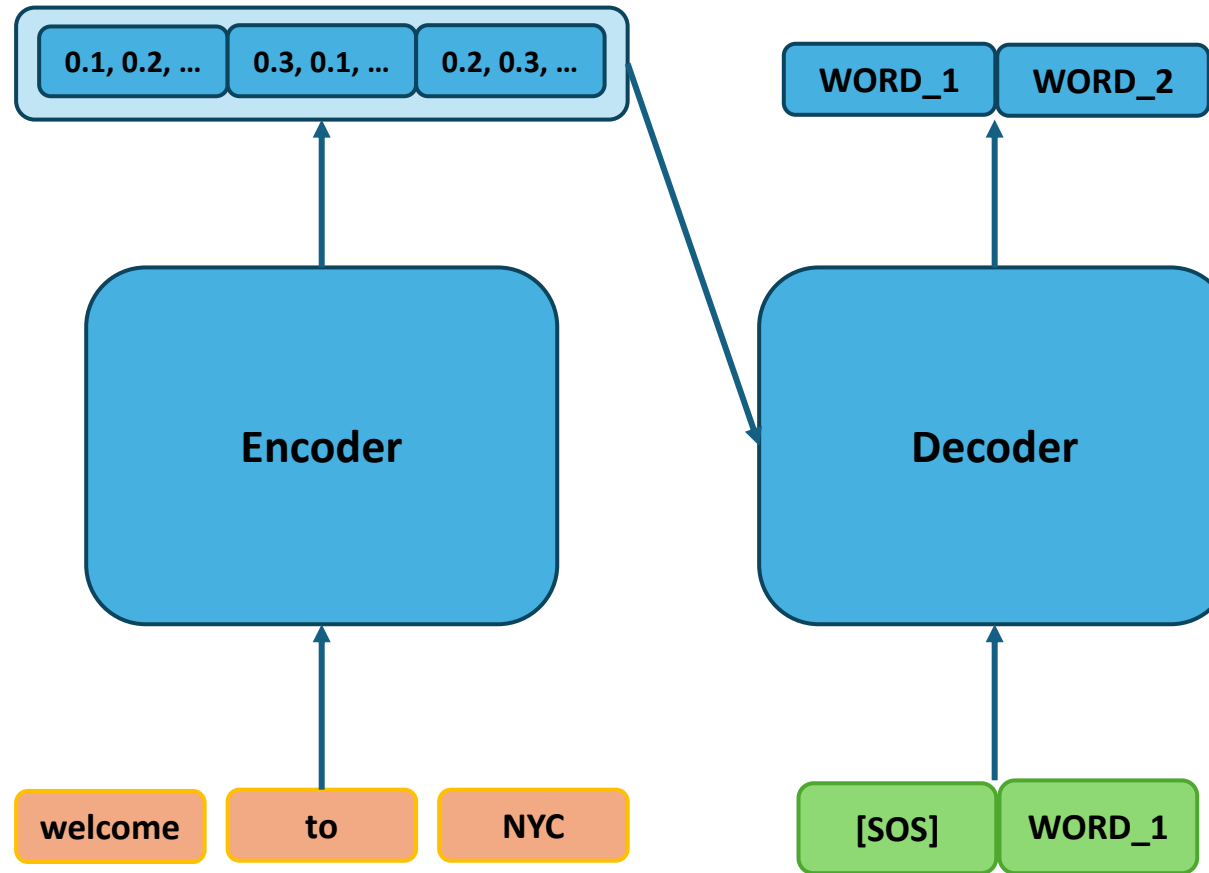 0.1, 0.2, …
0.3, 0.1, …
0.2, 0.3, …
WORD_1
WORD_2
Encoder
Decoder
welcome
to
NYC
[SOS]
WORD_1